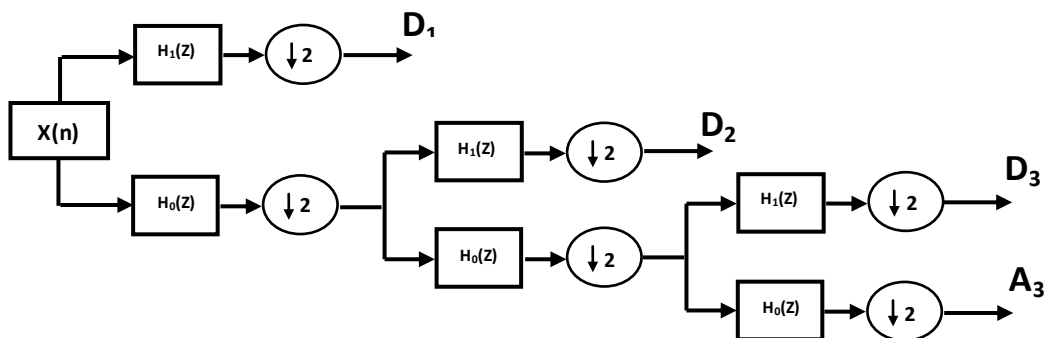 D₁
H₁(Z)
↓ 2
X(n)
D₂
H₁(Z)
↓ 2
D₃
H₀(Z)
↓ 2
H₁(Z)
↓ 2
H₀(Z)
↓ 2
A₃
H₀(Z)
↓ 2